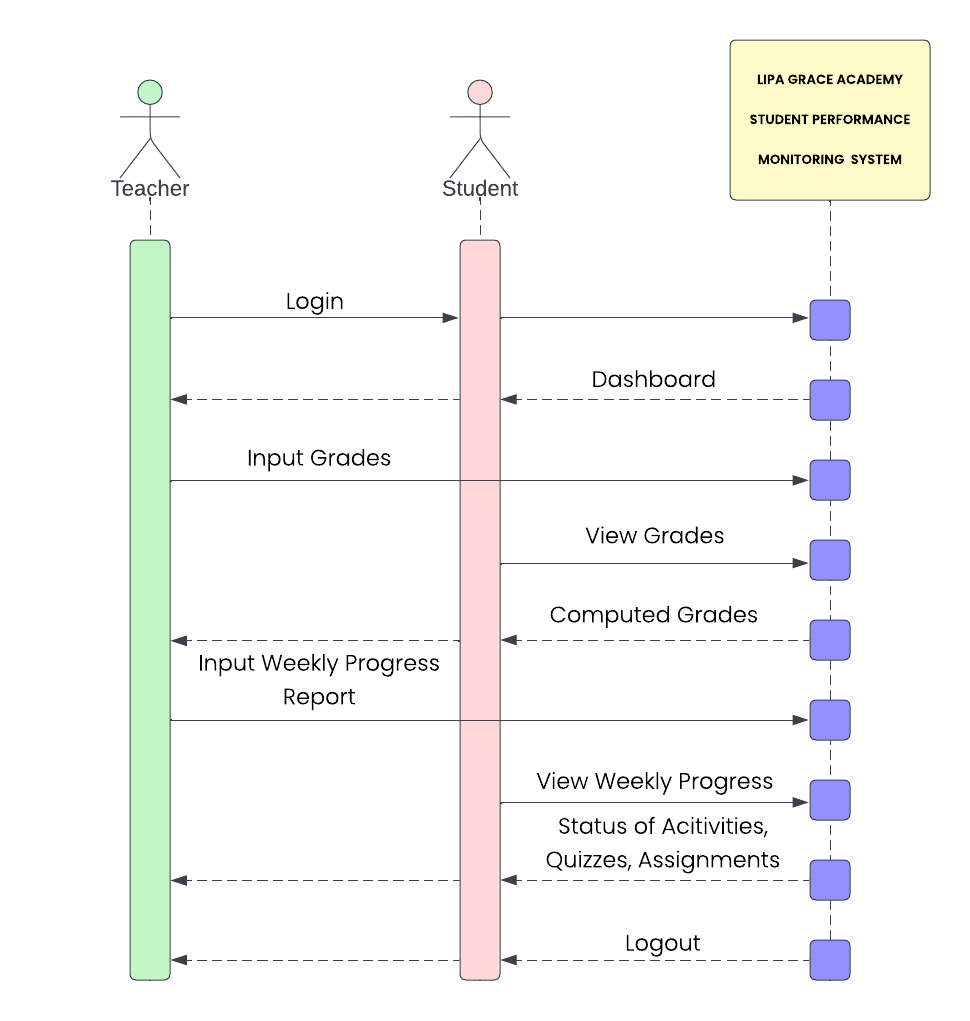 LIPA GRACE ACADEMY
STUDENT PERFORMANCE
MONITORING SYSTEM
Teacher
Student
Login
Dashboard
Input Grades
View Grades
Computed Grades
Input Weekly Progress
Report
View Weekly Progress
Status of Acitivities,
Quizzes, Assignments
Logout